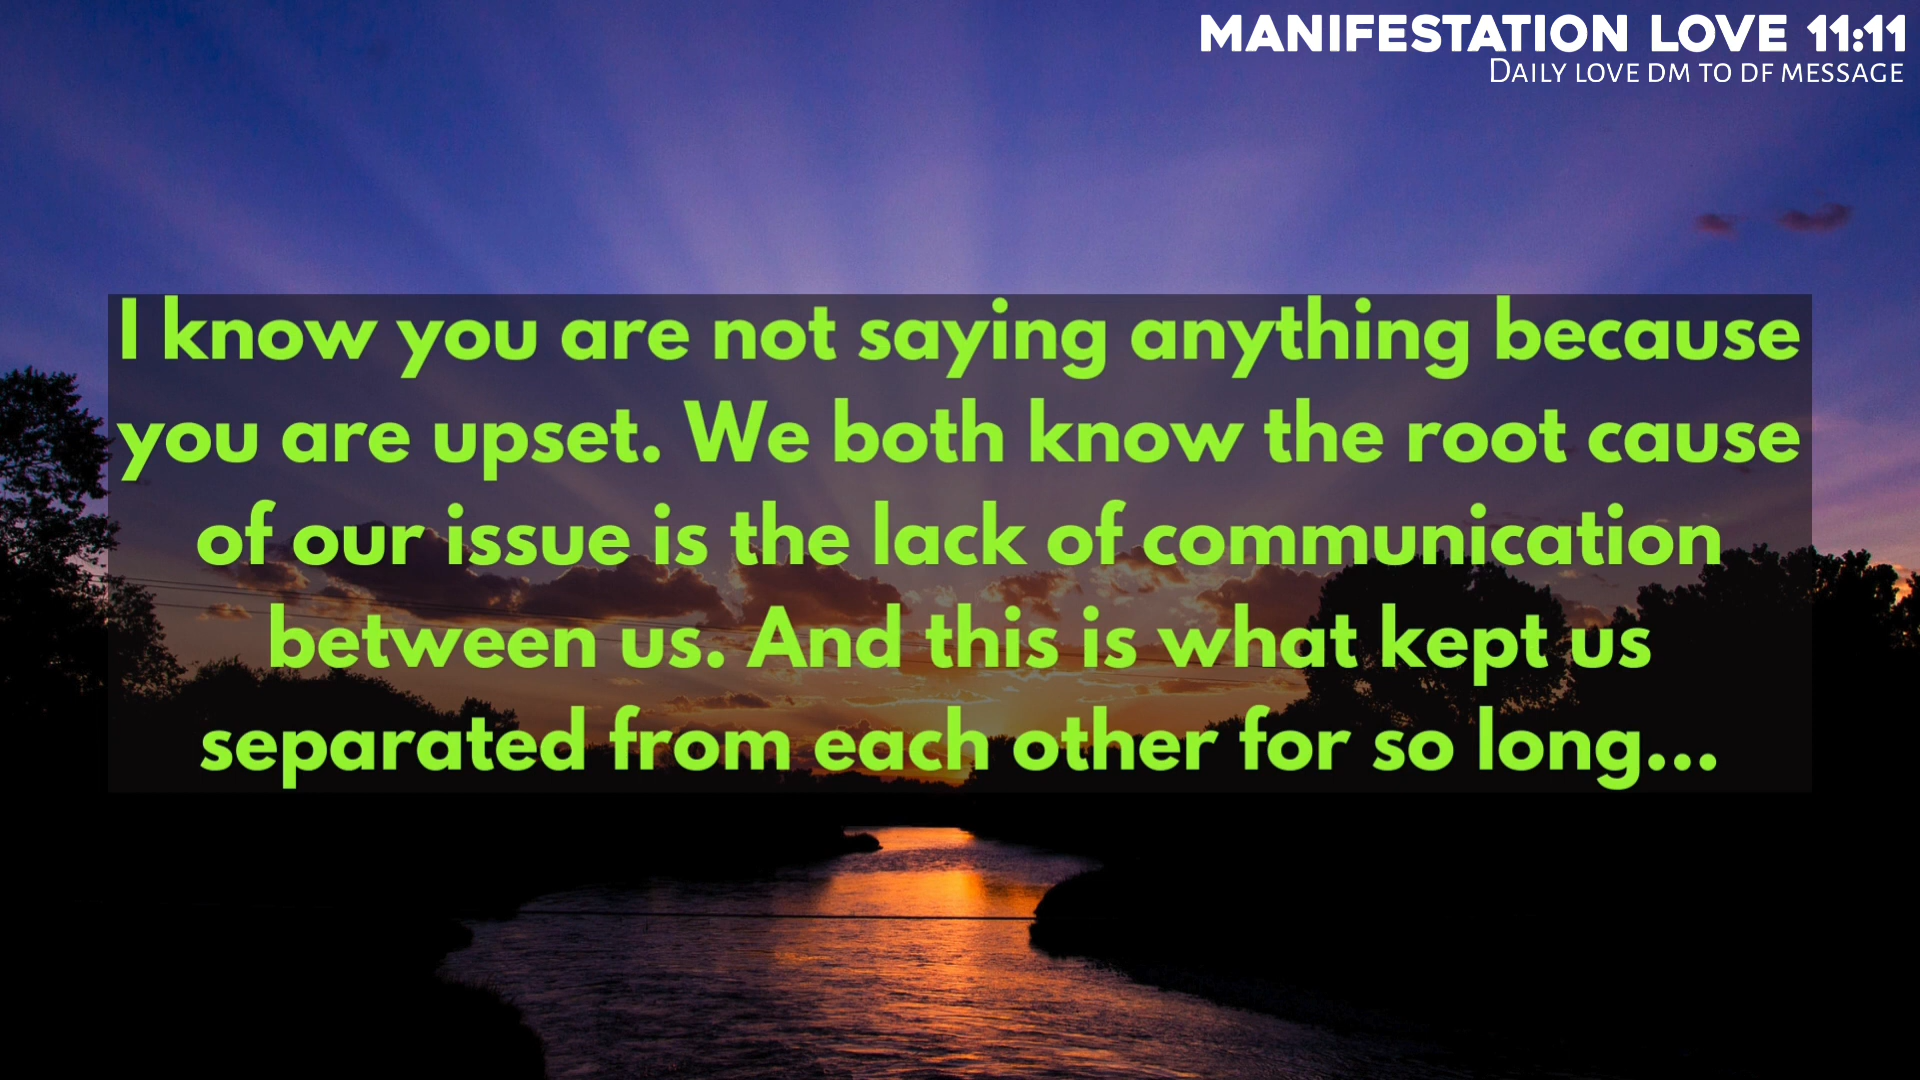 MANIFESTATION LOVE 11:11
DAILY LOVE DM TO DF MESSAGE
I know you are not saying anything because
you are upset. We both know the root cause
of our issue is the lack of communication
between us. And this is what kept us
separated from each other for so long...